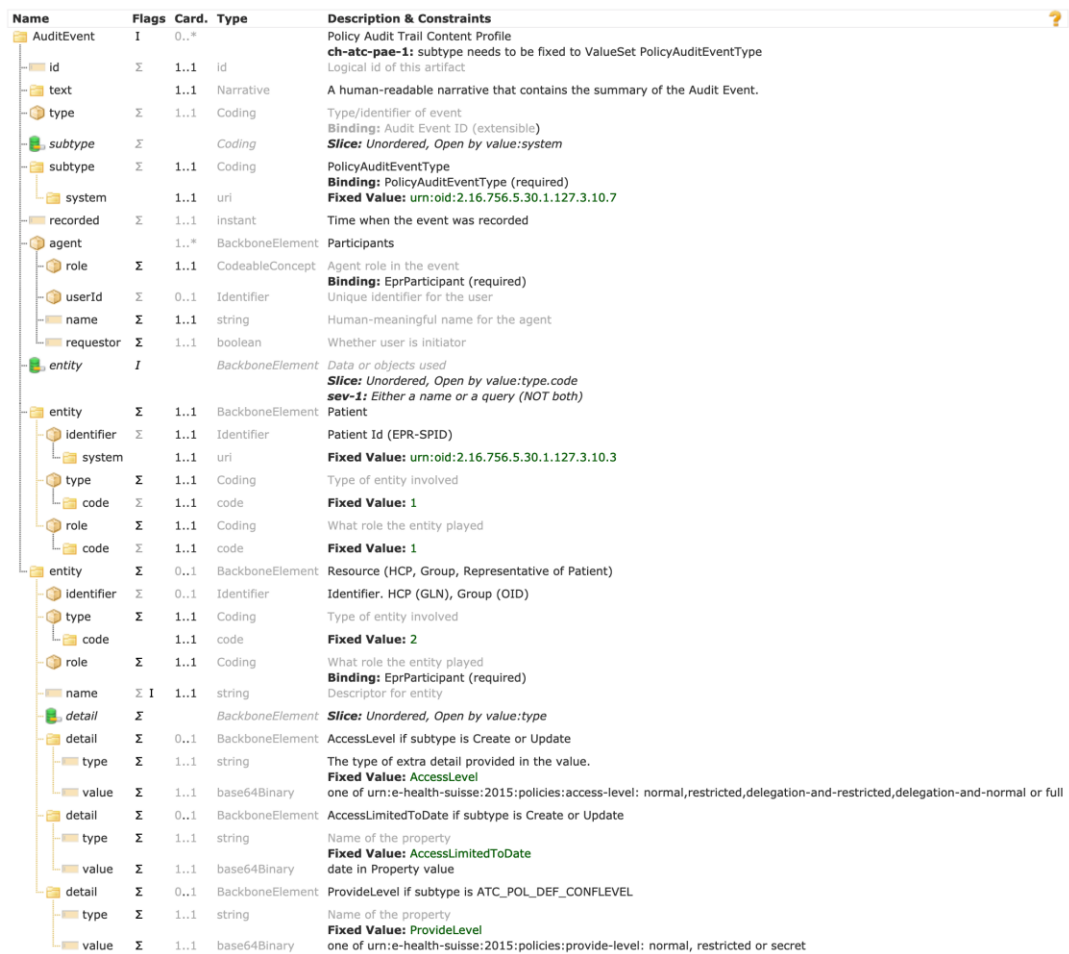 Name Flags Card. Type Description & Constraints ?
AuditEvent I 0..* Policy Audit Trail Content Profile
ch-atc-pae-1: subtype needs to be fixed to ValueSet PolicyAuditEventType
id Σ 1..1 id Logical id of this artifact
text 1..1 Narrative A human-readable narrative that contains the summary of the Audit Event.
type Σ 1..1 Coding Type/identifier of event
Binding: Audit Event ID (extensible)
subtype Σ Coding Slice: Unordered, Open by value:system
subtype Σ 1..1 Coding PolicyAuditEventType
Binding: PolicyAuditEventType (required)
system 1..1 uri Fixed Value: urn:oid:2.16.756.5.30.1.127.3.10.7
recorded Σ 1..1 instant Time when the event was recorded
agent 1..* BackboneElement Participants
role Σ 1..1 CodeableConcept Agent role in the event
Binding: EprParticipant (required)
userId Σ 0..1 Identifier Unique identifier for the user
name Σ 1..1 string Human-meaningful name for the agent
requestor Σ 1..1 boolean Whether user is initiator
entity I BackboneElement Data or objects used
Slice: Unordered, Open by value:type.code
sev-1: Either a name or a query (NOT both)
entity Σ 1..1 BackboneElement Patient
identifier Σ 1..1 Identifier Patient Id (EPR-SPID)
system 1..1 uri Fixed Value: urn:oid:2.16.756.5.30.1.127.3.10.3
type Σ 1..1 Coding Type of entity involved
code Σ 1..1 code Fixed Value: 1
role Σ 1..1 Coding What role the entity played
code Σ 1..1 code Fixed Value: 1
entity Σ 0..1 BackboneElement Resource (HCP, Group, Representative of Patient)
identifier Σ 0..1 Identifier Identifier. HCP (GLN), Group (OID)
type Σ 1..1 Coding Type of entity involved
code 1..1 code Fixed Value: 2
role Σ 1..1 Coding What role the entity played
Binding: EprParticipant (required)
name Σ I 1..1 string Descriptor for entity
detail Σ BackboneElement Slice: Unordered, Open by value:type
detail Σ 0..1 BackboneElement AccessLevel if subtype is Create or Update
type Σ 1..1 string The type of extra detail provided in the value.
Fixed Value: AccessLevel
value Σ 1..1 base64Binary one of urn:e-health-suisse:2015:policies:access-level: normal,restricted,delegation-and-restricted,delegation-and-normal or full
detail Σ 0..1 BackboneElement AccessLimitedToDate if subtype is Create or Update
type Σ 1..1 string Name of the property
Fixed Value: AccessLimitedToDate
value Σ 1..1 base64Binary date in Property value
detail Σ 0..1 BackboneElement ProvideLevel if subtype is ATC_POL_DEF_CONFLEVEL
type Σ 1..1 string Name of the property
Fixed Value: ProvideLevel
value Σ 1..1 base64Binary one of urn:e-health-suisse:2015:policies:provide-level: normal, restricted or secret